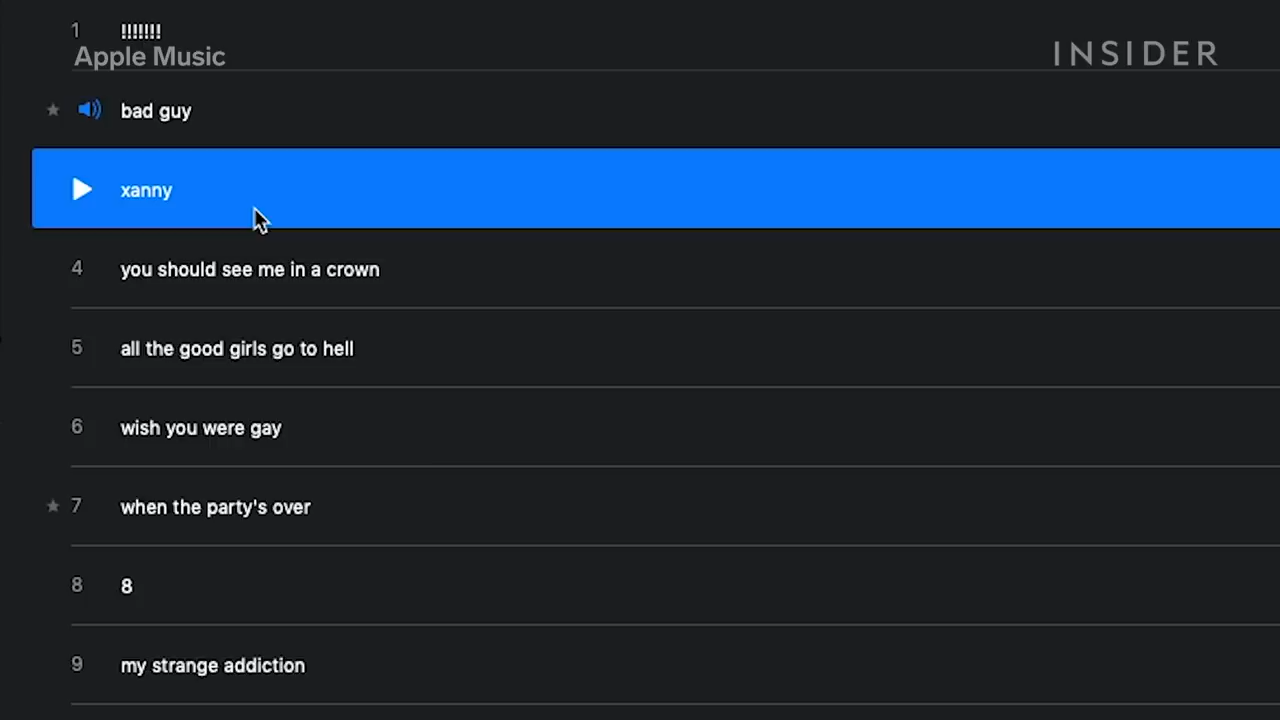 1 !!!!!!!
Apple Music
INSIDER
bad guy
xanny
4 you should see me in a crown
5 all the good girls go to hell
6 wish you were gay
7 when the party's over
8 8
9 my strange addiction